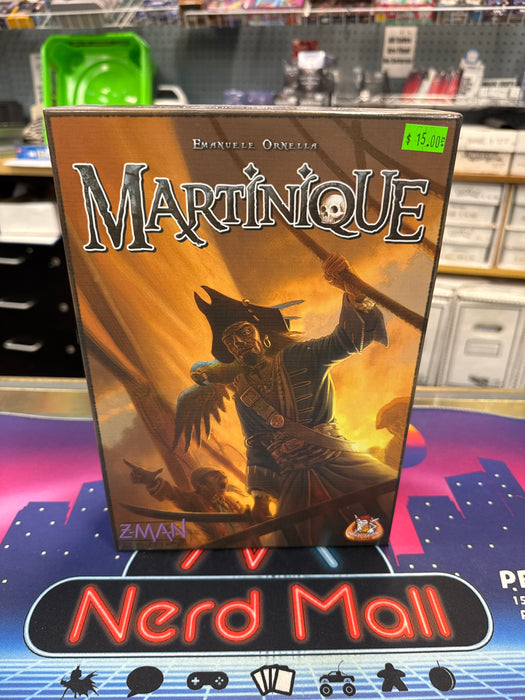 EMANUELE ORNELLA
$ 15.00
MARTINIQUE
Z-MAN
Nerd Mall